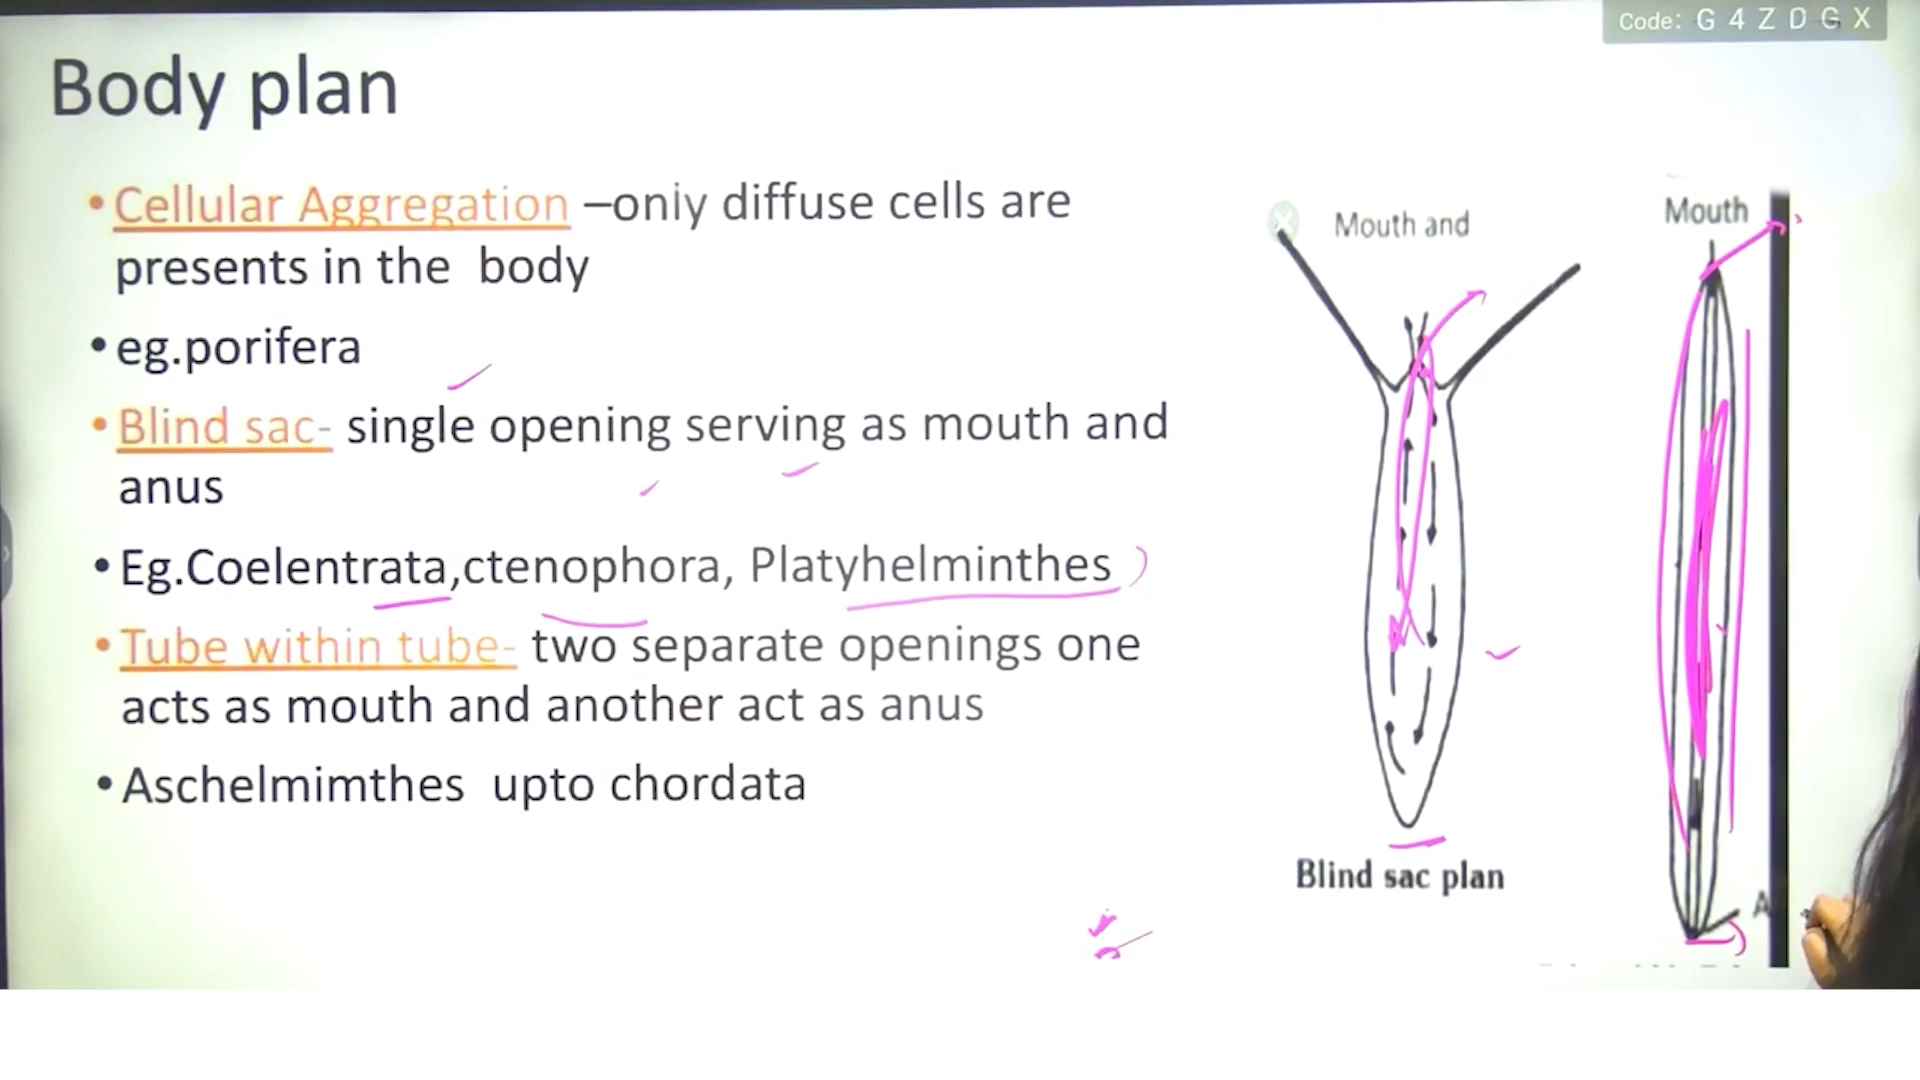 Code: G 4 Z D G X
Body plan
• Cellular Aggregation –only diffuse cells are
presents in the body
• eg.porifera
• Blind sac- single opening serving as mouth and
anus
• Eg.Coelentrata,ctenophora, Platyhelminthes
• Tube within tube- two separate openings one
acts as mouth and another act as anus
• Aschelmimthes upto chordata
Mouth and
Mouth
Blind sac plan
A